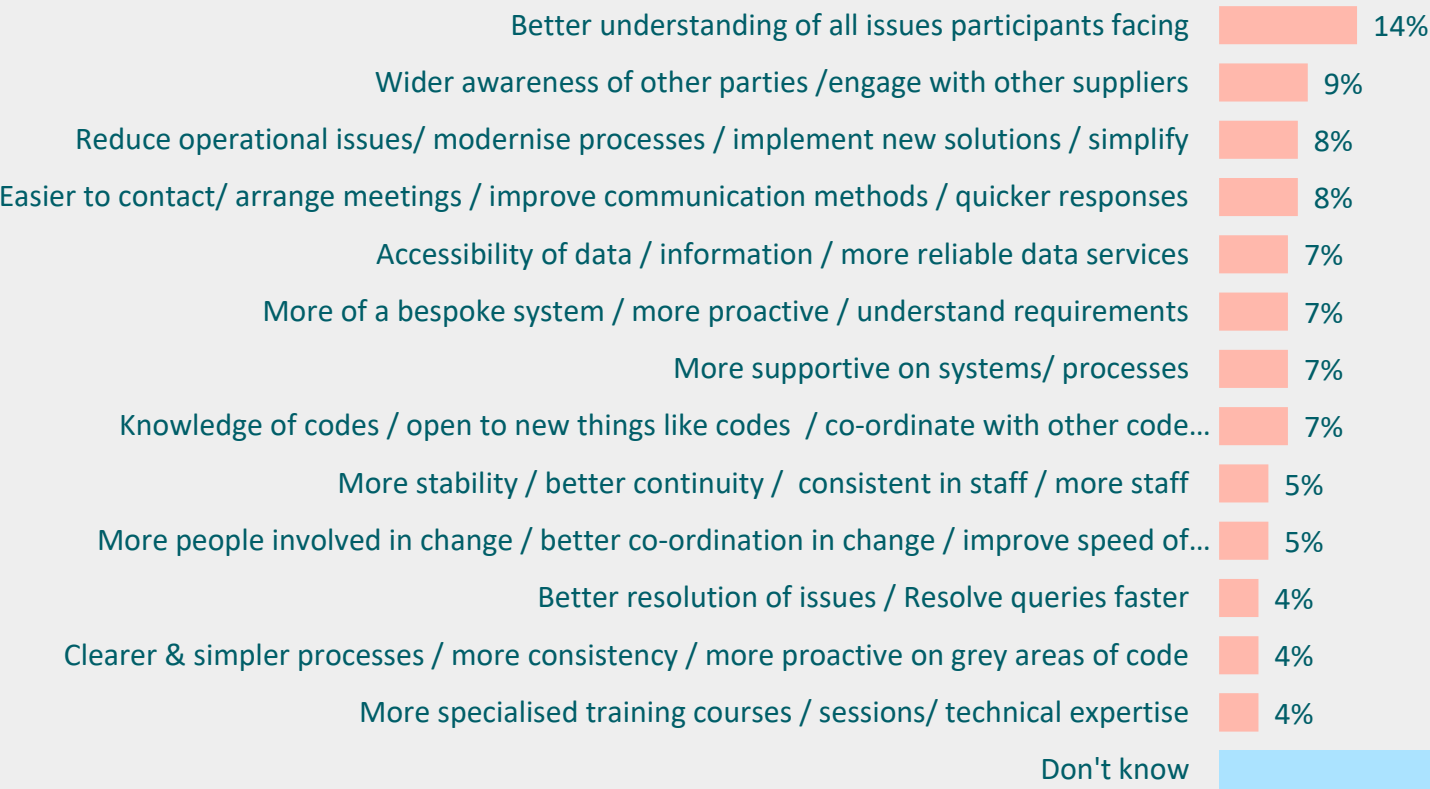 Better understanding of all issues participants facing 14%
Wider awareness of other parties /engage with other suppliers 9%
Reduce operational issues/ modernise processes / implement new solutions / simplify 8%
Easier to contact/ arrange meetings / improve communication methods / quicker responses 8%
Accessibility of data / information / more reliable data services 7%
More of a bespoke system / more proactive / understand requirements 7%
More supportive on systems/ processes 7%
Knowledge of codes / open to new things like codes  / co-ordinate with other code... 7%
More stability / better continuity /  consistent in staff / more staff 5%
More people involved in change / better co-ordination in change / improve speed of... 5%
Better resolution of issues / Resolve queries faster 4%
Clearer & simpler processes / more consistency / more proactive on grey areas of code 4%
More specialised training courses / sessions/ technical expertise 4%
Don't know